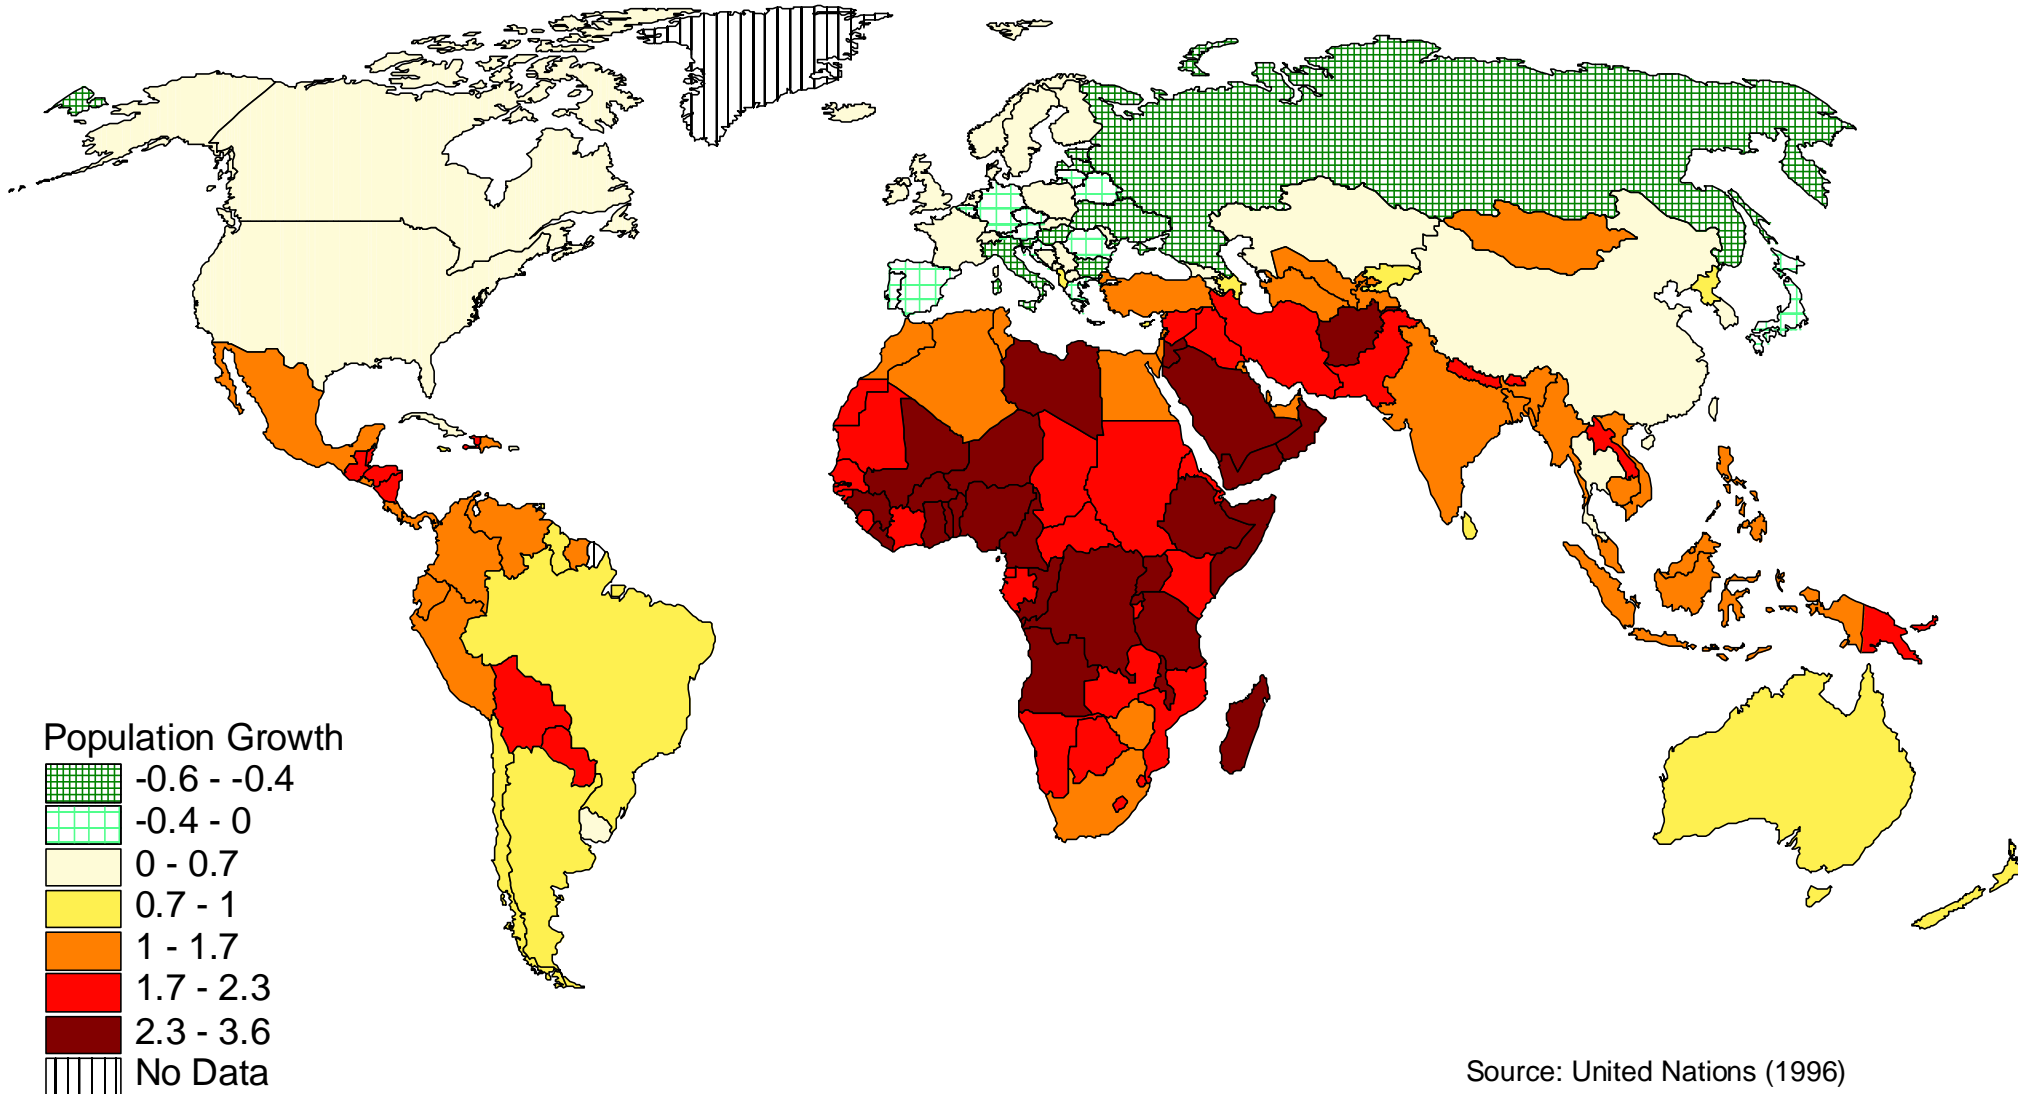 Population Growth
-0.6 - -0.4
-0.4 - 0
0 - 0.7
0.7 - 1
1 - 1.7
1.7 - 2.3
2.3 - 3.6
No Data
Source: United Nations (1996)